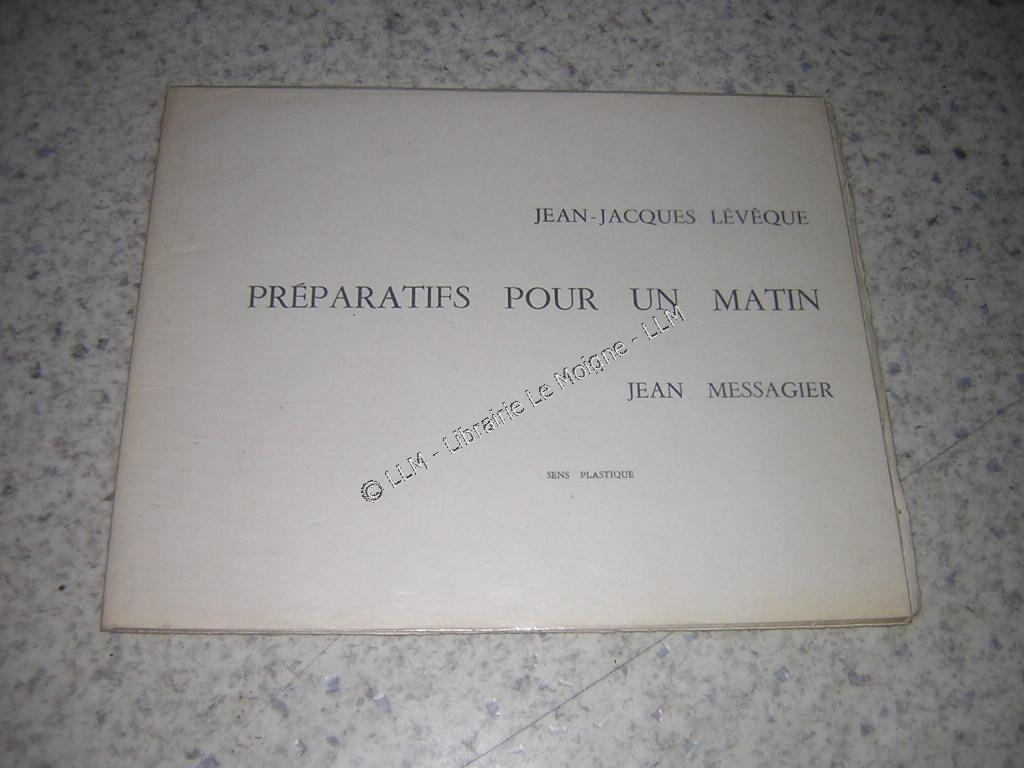 JEAN-JACQUES LÉVÊQUE
PRÉPARATIFS POUR UN MATIN
JEAN MESSAGIER
SENS PLASTIQUE
© LLM - Librairie Le Moigne - LLM